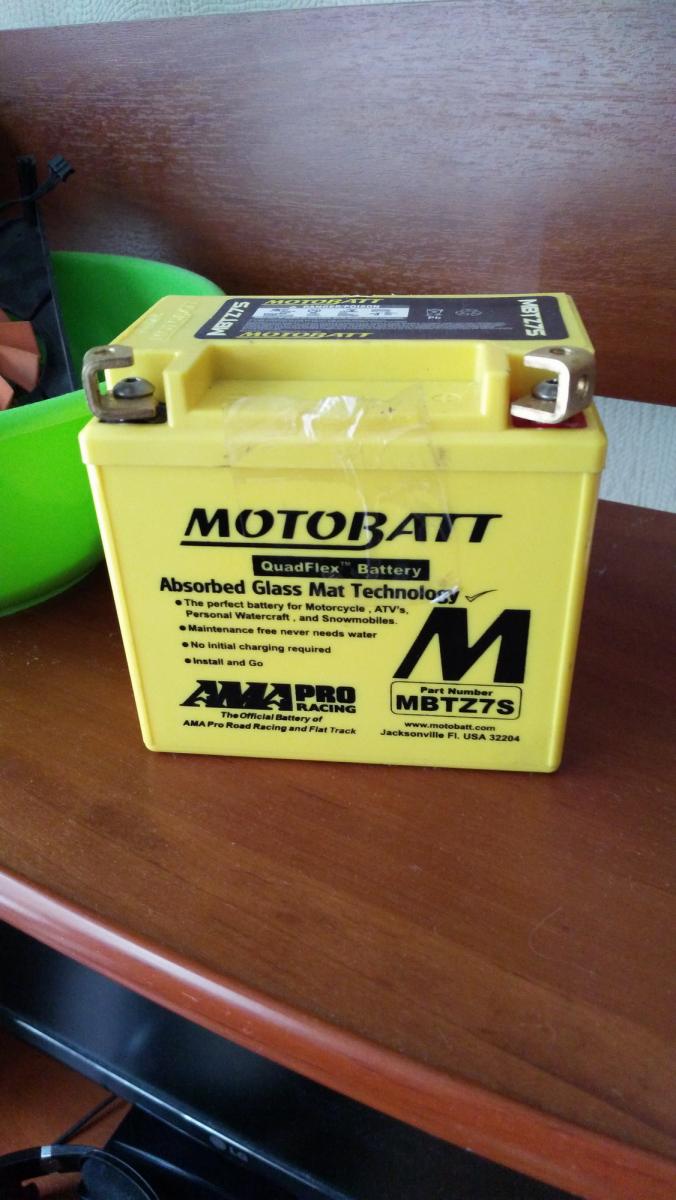 MOTOBATT
MBTZ7S
MBTZ7S
MOTOBATT
MOTOBATT
QuadFlex™ Battery
Absorbed Glass Mat Technology
• The perfect battery for Motorcycle , ATV's,
Personal Watercraft , and Snowmobiles.
• Maintenance free never needs water
• No initial charging required
• Install and Go
M
AMA PRO
RACING
The Official Battery of
AMA Pro Road Racing and Flat Track
Part Number
MBTZ7S
www.motobatt.com
Jacksonville Fl. USA 32204
LG